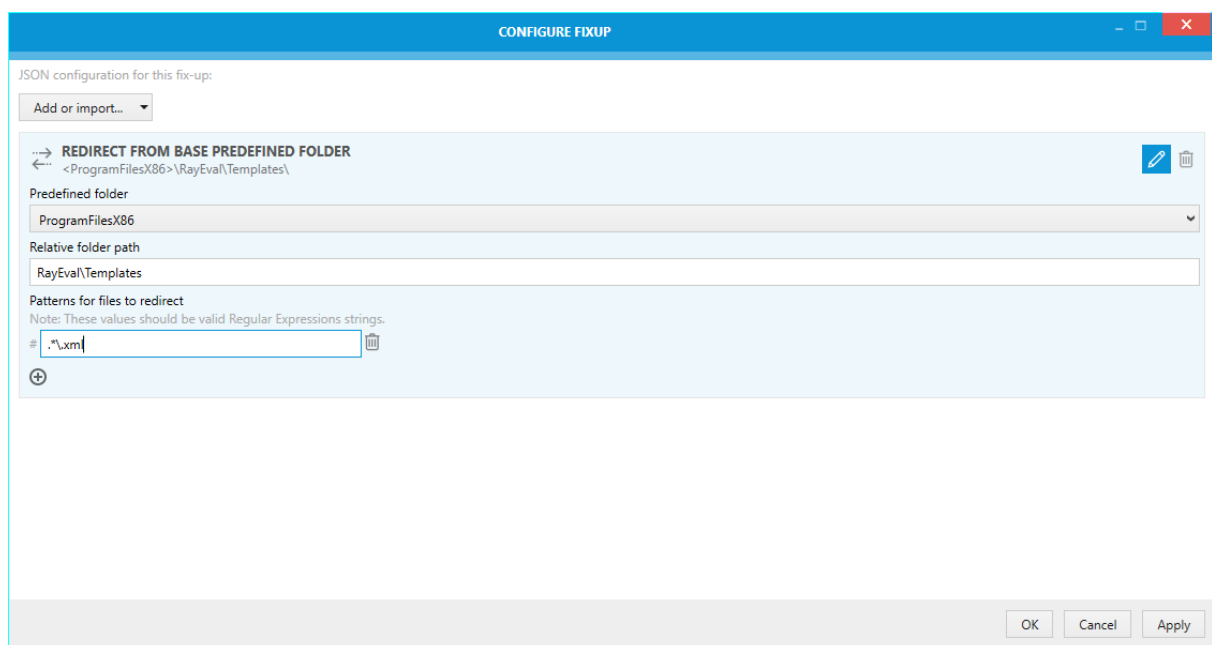 CONFIGURE FIXUP
JSON configuration for this fix-up:
Add or import...
REDIRECT FROM BASE PREDEFINED FOLDER
<ProgramFilesX86>\RayEval\Templates\
Predefined folder
ProgramFilesX86
Relative folder path
RayEval\Templates
Patterns for files to redirect
Note: These values should be valid Regular Expressions strings.
# .*\.xml
OK Cancel Apply